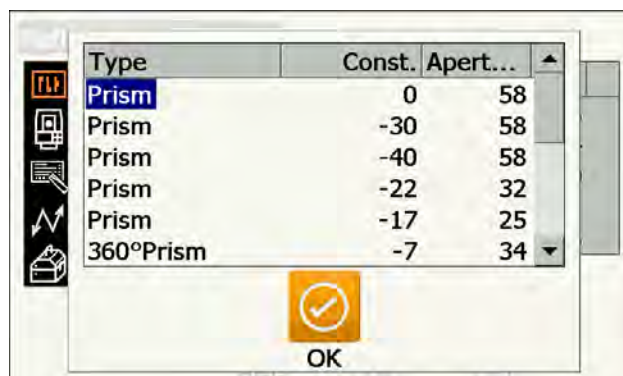 Type Const. Apert...
Prism 0 58
Prism -30 58
Prism -40 58
Prism -22 32
Prism -17 25
360°Prism -7 34
OK